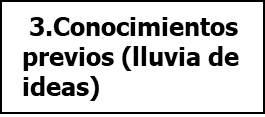 3.Conocimientos
previos (lluvia de
ideas)